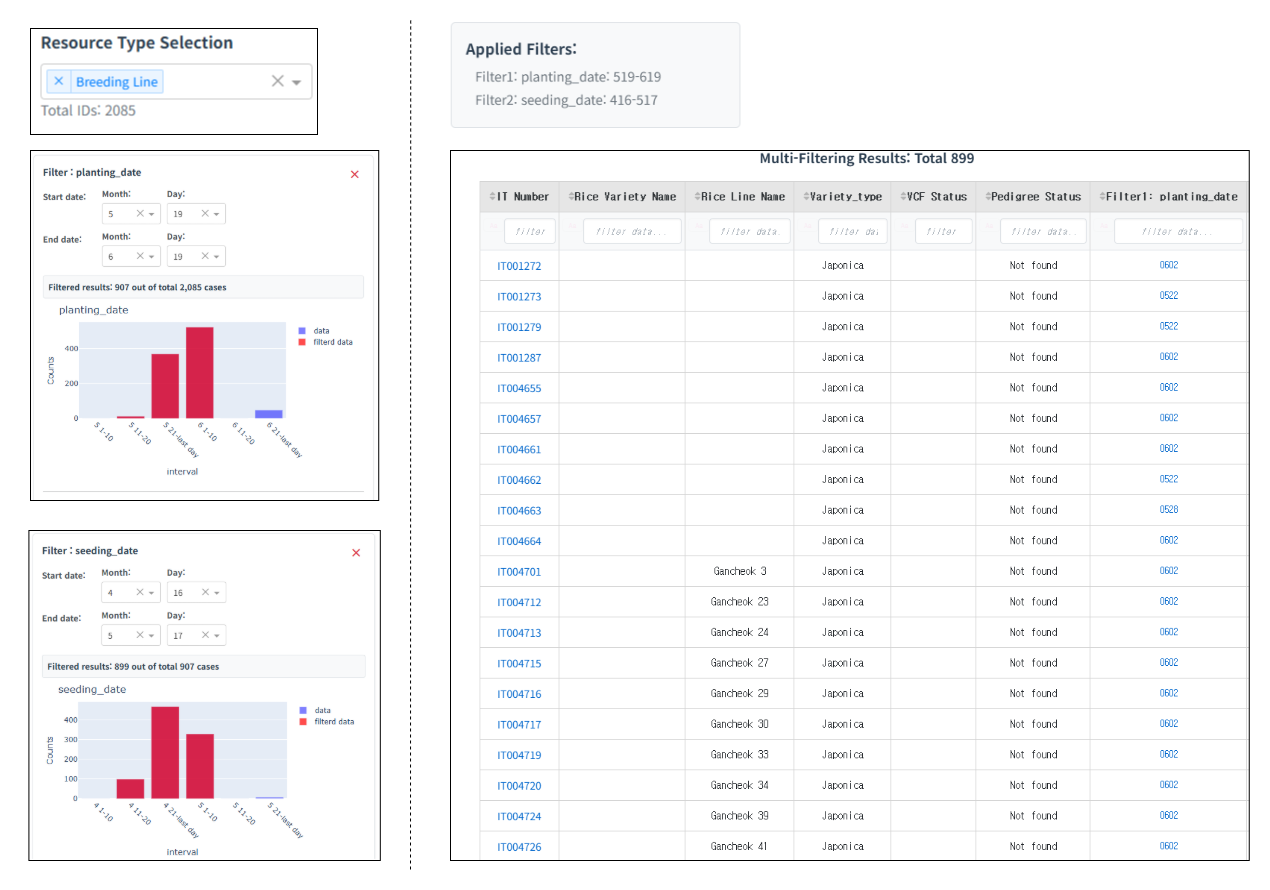 Resource Type Selection
× Breeding Line
Total IDs: 2085
Filter : planting_date
Start date: Month: Day:
5 19
End date: Month: Day:
6 19
Filtered results: 907 out of total 2,085 cases
planting_date
data
filterd data
Counts
400
200
0
5 1-10
5 11-20
5 21-last day
6 1-10
6 11-20
6 21-last day
interval
Filter : seeding_date
Start date: Month: Day:
4 16
End date: Month: Day:
5 17
Filtered results: 899 out of total 907 cases
seeding_date
data
filterd data
Counts
400
300
200
100
0
4 1-10
4 11-20
4 21-last day
5 1-10
5 11-20
5 21-last day
interval
Applied Filters:
Filter1: planting_date: 519-619
Filter2: seeding_date: 416-517
Multi-Filtering Results: Total 899
IT Number Rice Variety Name Rice Line Name Variety_type VCF Status Pedigree Status Filter1: planting_date
filter filter data... filter data. filter dat filter filter data.. filter data...
IT001272 Japonica Not found 0602
IT001273 Japonica Not found 0522
IT001279 Japonica Not found 0522
IT001287 Japonica Not found 0602
IT004655 Japonica Not found 0602
IT004657 Japonica Not found 0602
IT004661 Japonica Not found 0602
IT004662 Japonica Not found 0522
IT004663 Japonica Not found 0528
IT004664 Japonica Not found 0602
IT004701 Gancheok 3 Japonica Not found 0602
IT004712 Gancheok 23 Japonica Not found 0602
IT004713 Gancheok 24 Japonica Not found 0602
IT004715 Gancheok 27 Japonica Not found 0602
IT004716 Gancheok 29 Japonica Not found 0602
IT004717 Gancheok 30 Japonica Not found 0602
IT004719 Gancheok 33 Japonica Not found 0602
IT004720 Gancheok 34 Japonica Not found 0602
IT004724 Gancheok 39 Japonica Not found 0602
IT004726 Gancheok 41 Japonica Not found 0602